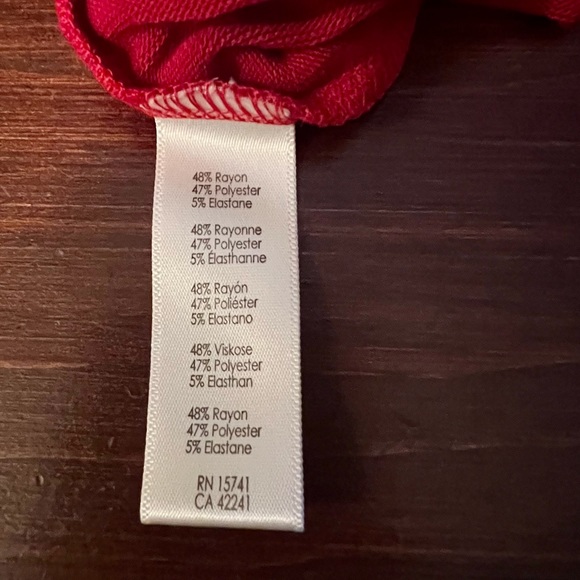 48% Rayon
47% Polyester
5% Elastane
48% Rayonne
47% Polyester
5% Élasthanne
48% Rayón
47% Poliéster
5% Elastano
48% Viskose
47% Polyester
5% Elasthan
48% Rayon
47% Polyester
5% Elastane
RN 15741
CA 42241